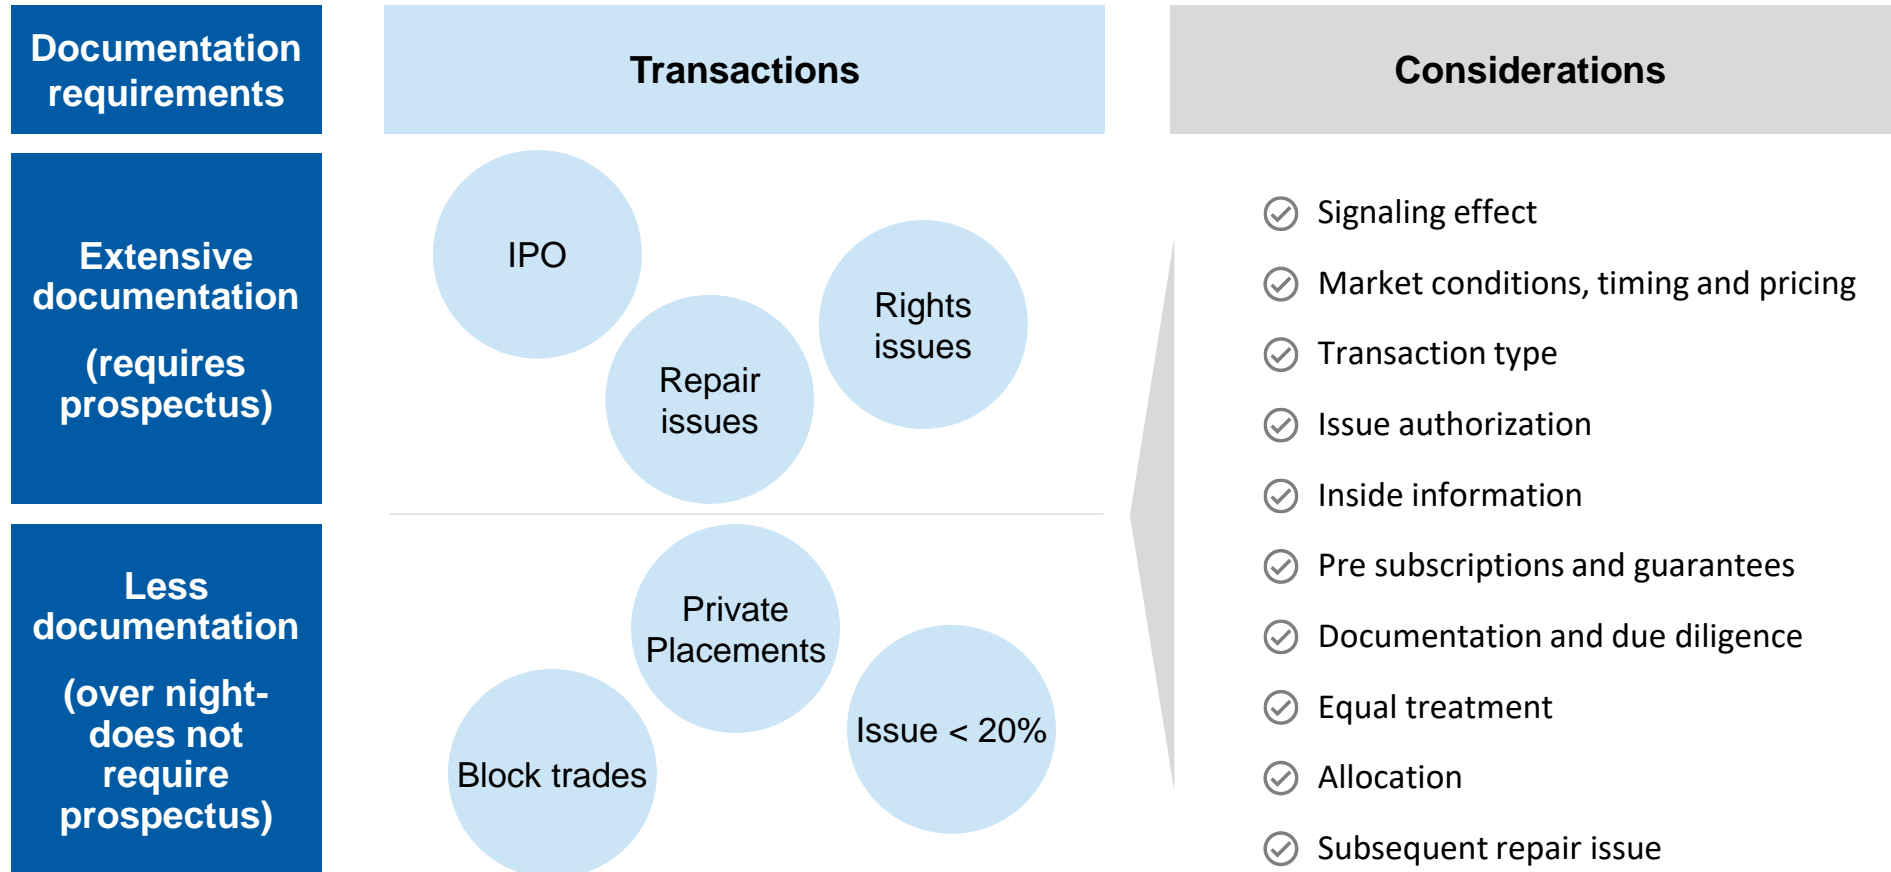 Documentation
requirements
Transactions
Considerations
Extensive
documentation
(requires
prospectus)
IPO
Rights
issues
Repair
issues
Less
documentation
(over night-
does not
require
prospectus)
Private
Placements
Issue < 20%
Block trades
Signaling effect
Market conditions, timing and pricing
Transaction type
Issue authorization
Inside information
Pre subscriptions and guarantees
Documentation and due diligence
Equal treatment
Allocation
Subsequent repair issue